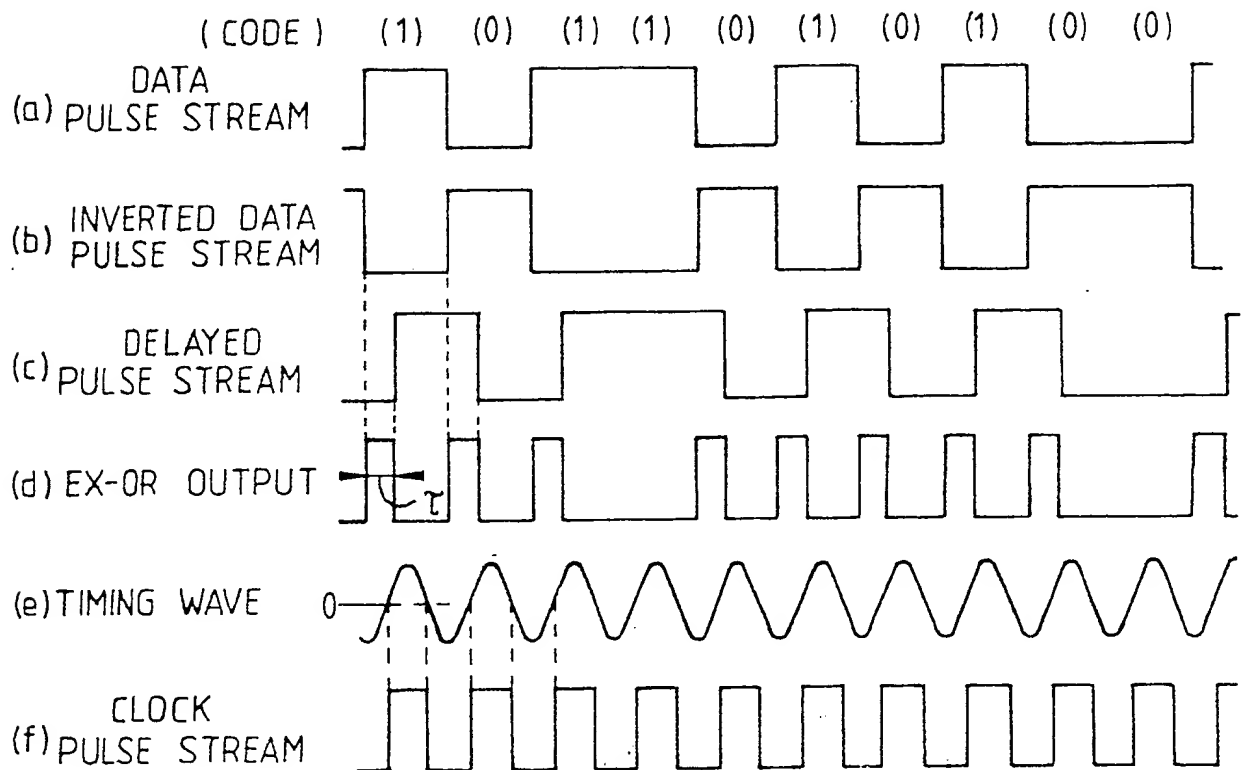 ( CODE ) (1) (0) (1) (1) (0) (1) (0) (1) (0) (0)
(a) DATA
PULSE STREAM
(b) INVERTED DATA
PULSE STREAM
(c) DELAYED
PULSE STREAM
(d) EX-OR OUTPUT
τ
(e) TIMING WAVE 0
(f) CLOCK
PULSE STREAM